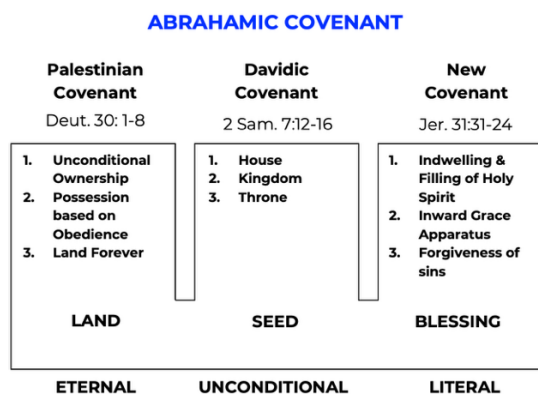 ABRAHAMIC COVENANT
Palestinian
Covenant
Deut. 30: 1-8
1. Unconditional
Ownership
2. Possession
based on
Obedience
3. Land Forever
LAND
Davidic
Covenant
2 Sam. 7:12-16
1. House
2. Kingdom
3. Throne
SEED
New
Covenant
Jer. 31:31-24
1. Indwelling &
Filling of Holy
Spirit
2. Inward Grace
Apparatus
3. Forgiveness of
sins
BLESSING
ETERNAL
UNCONDITIONAL
LITERAL